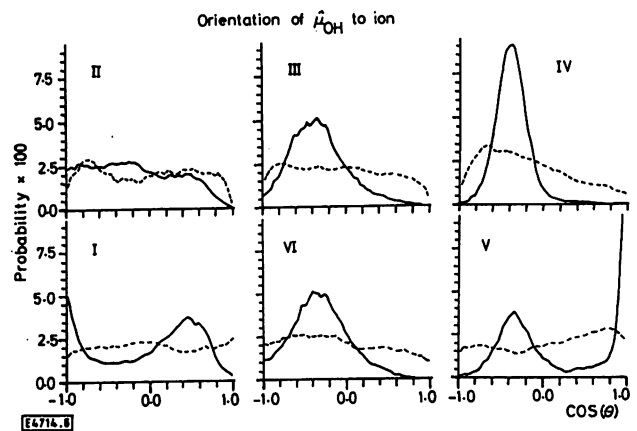 Orientation of μ̂OH to ion
II
III
IV
7.5
5.0
2.5
0.0
Probability × 100
I
VI
V
7.5
5.0
2.5
0.0
-1.0 0.0 1.0
-1.0 0.0 1.0
-1.0 0.0 1.0
COS(θ)
E4714.6